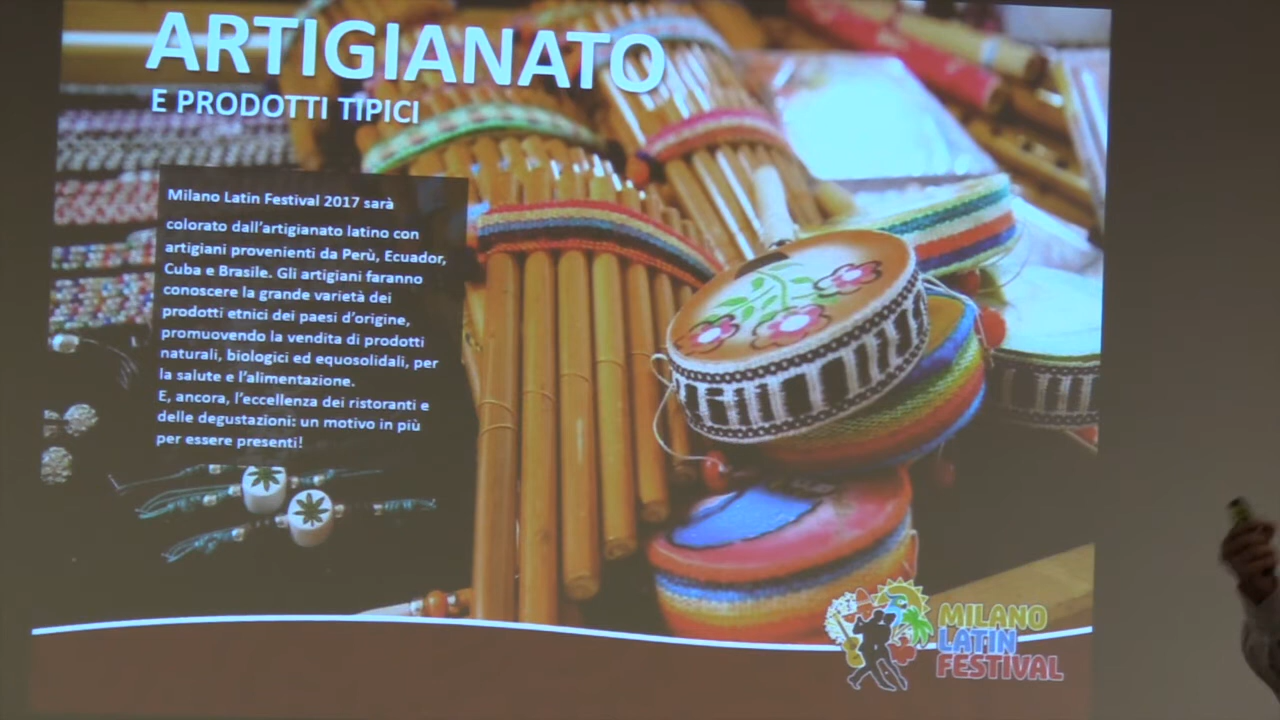 ARTIGIANATO
E PRODOTTI TIPICI
Milano Latin Festival 2017 sarà
colorato dall'artigianato latino con
artigiani provenienti da Perù, Ecuador,
Cuba e Brasile. Gli artigiani faranno
conoscere la grande varietà dei
prodotti etnici dei paesi d'origine,
promuovendo la vendita di prodotti
naturali, biologici ed equosolidali, per
la salute e l'alimentazione.
E, ancora, l'eccellenza dei ristoranti e
delle degustazioni: un motivo in più
per essere presenti!
MILANO
LATIN
FESTIVAL